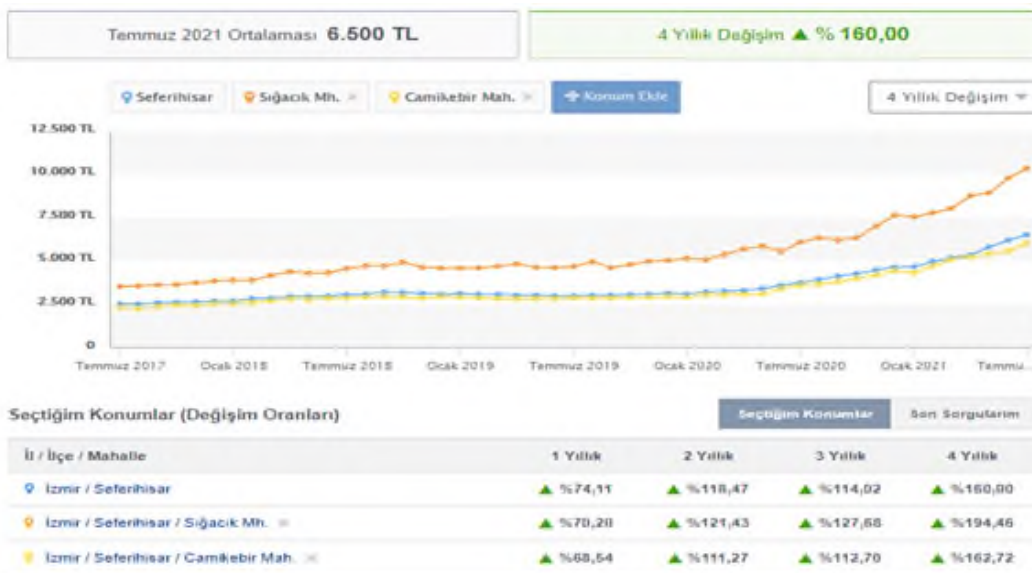 Temmuz 2021 Ortalaması 6.500 TL
4 Yıllık Değişim ▲ % 160,00
Seferihisar
Sığacık Mh. ×
Camikebir Mah. ×
Konum Ekle
4 Yıllık Değişim
12.500 TL
10.000 TL
7.500 TL
5.000 TL
2.500 TL
0
Temmuz 2017 Ocak 2018 Temmuz 2018 Ocak 2019 Temmuz 2019 Ocak 2020 Temmuz 2020 Ocak 2021 Temmu...
Seçtiğim Konumlar (Değişim Oranları)
Seçtiğim Konumlar Son Sorgularım
İl / İlçe / Mahalle 1 Yıllık 2 Yıllık 3 Yıllık 4 Yıllık
İzmir / Seferihisar ▲ %74,11 ▲ %118,47 ▲ %114,02 ▲ %160,00
İzmir / Seferihisar / Sığacık Mh. × ▲ %70,28 ▲ %121,43 ▲ %127,68 ▲ %194,46
İzmir / Seferihisar / Camikebir Mah. × ▲ %68,54 ▲ %111,27 ▲ %112,70 ▲ %162,72